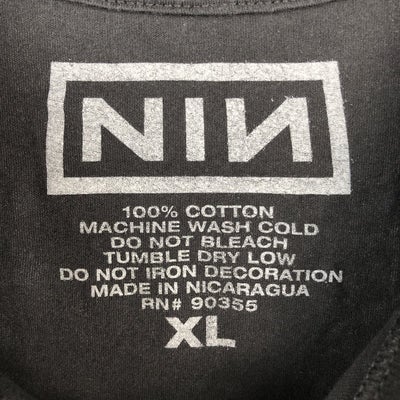 NIN
100% COTTON
MACHINE WASH COLD
DO NOT BLEACH
TUMBLE DRY LOW
DO NOT IRON DECORATION
MADE IN NICARAGUA
RN# 90355
XL